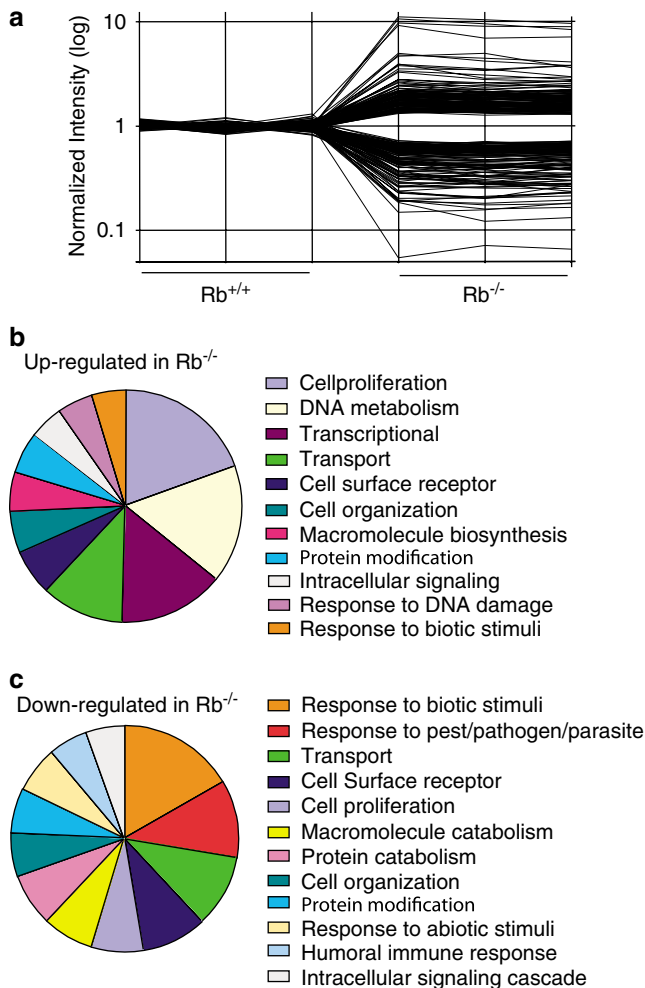 a
Normalized Intensity (log)
10
1
0.1
Rb+/+
Rb-/-
b
Up-regulated in Rb-/-
Cellproliferation
DNA metabolism
Transcriptional
Transport
Cell surface receptor
Cell organization
Macromolecule biosynthesis
Protein modification
Intracellular signaling
Response to DNA damage
Response to biotic stimuli
c
Down-regulated in Rb-/-
Response to biotic stimuli
Response to pest/pathogen/parasite
Transport
Cell Surface receptor
Cell proliferation
Macromolecule catabolism
Protein catabolism
Cell organization
Protein modification
Response to abiotic stimuli
Humoral immune response
Intracellular signaling cascade